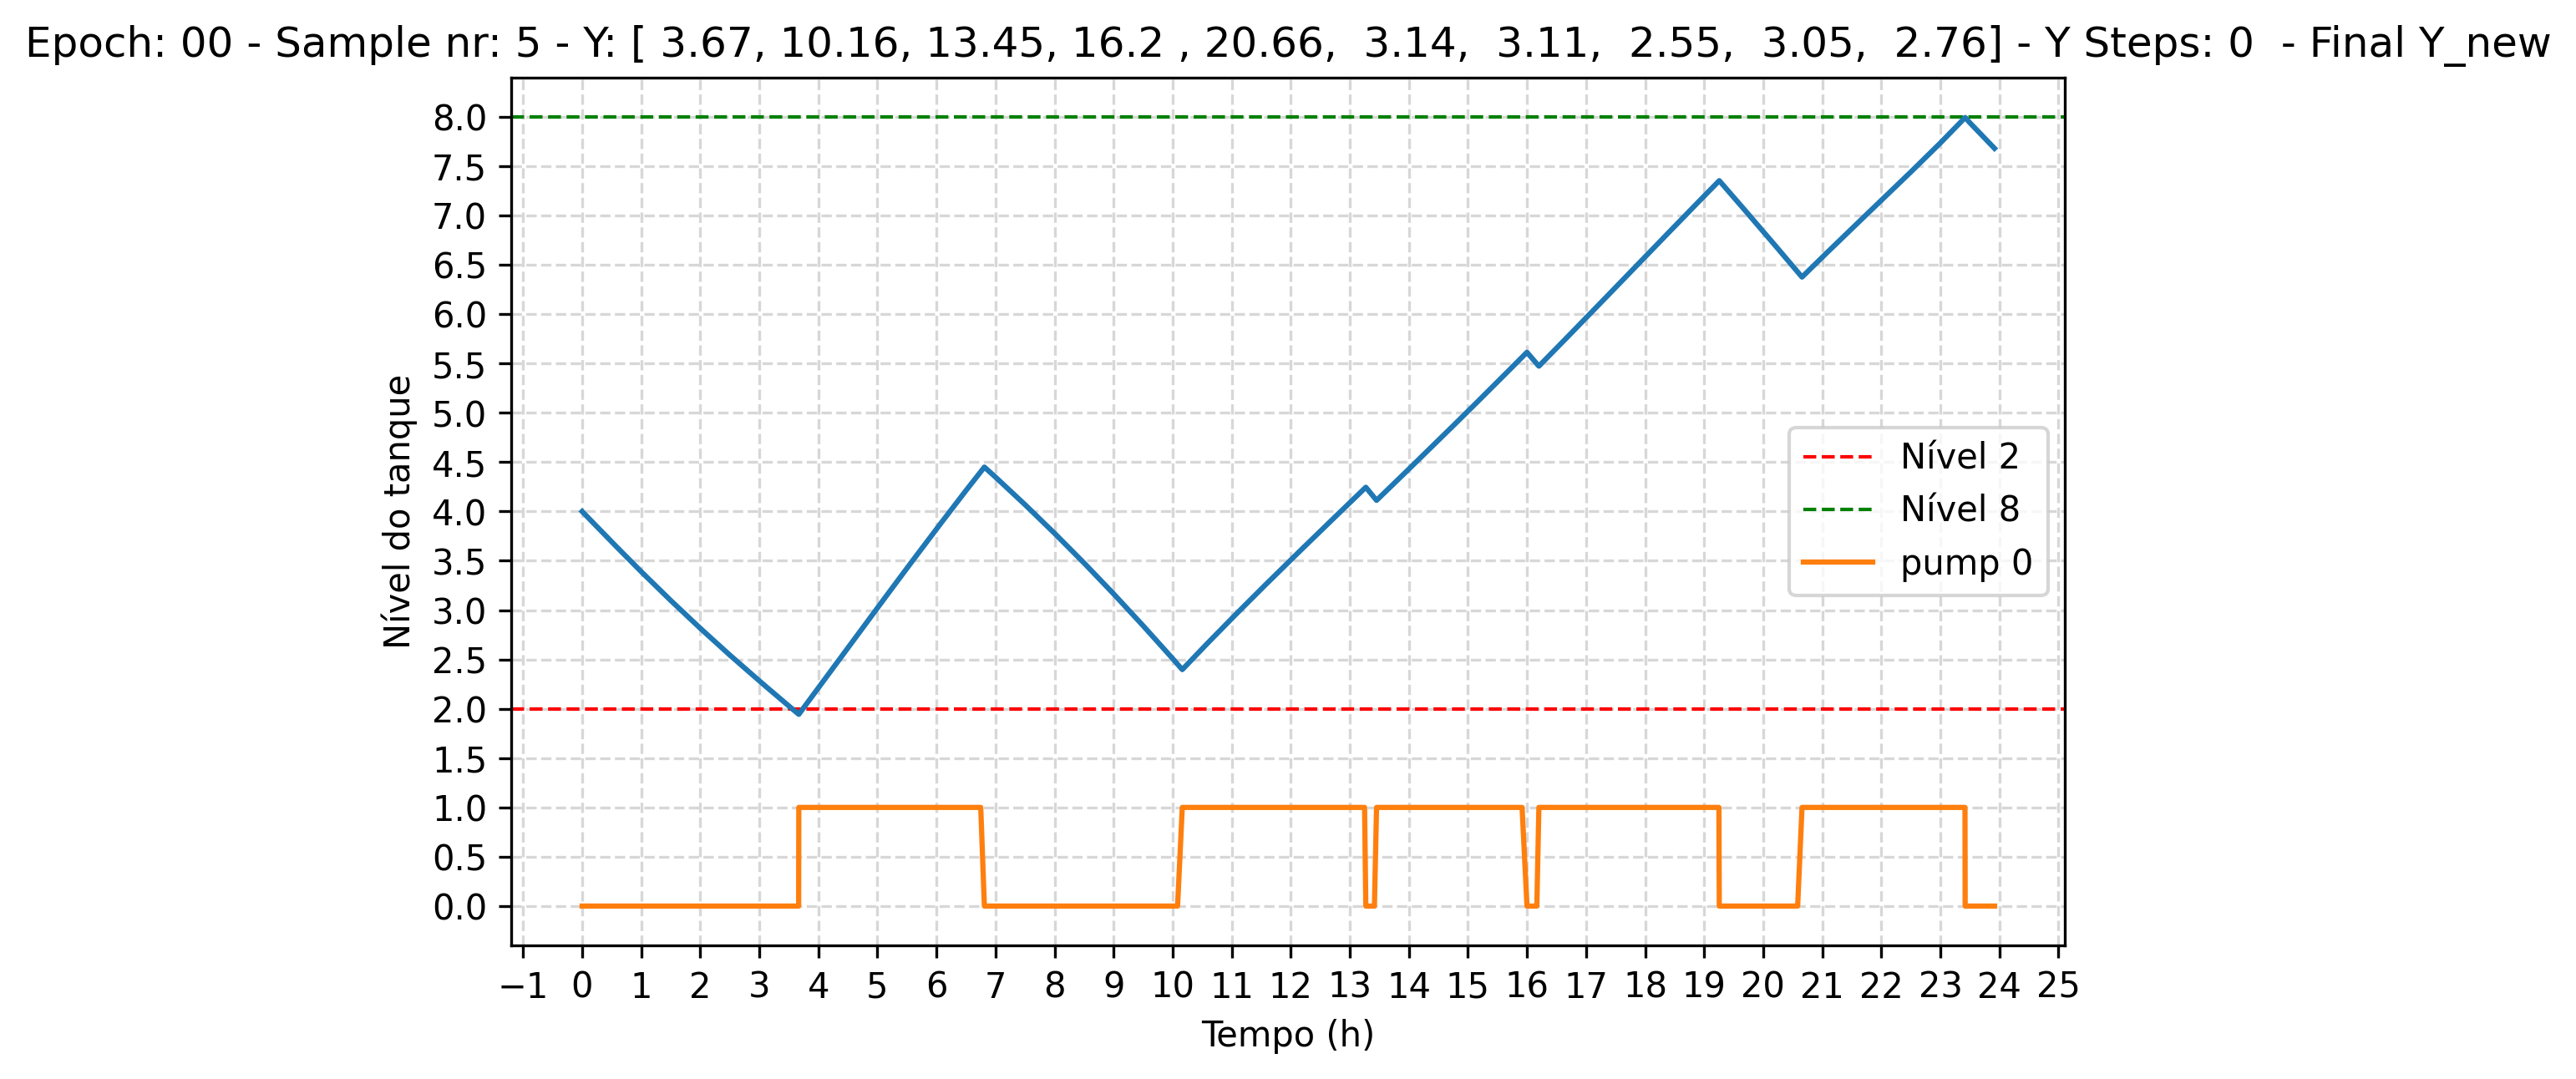 Epoch: 00 - Sample nr: 5 - Y: [ 3.67, 10.16, 13.45, 16.2 , 20.66,  3.14,  3.11,  2.55,  3.05,  2.76] - Y Steps: 0  - Final Y_new
8.0
7.5
7.0
6.5
6.0
5.5
5.0
4.5
4.0
3.5
3.0
2.5
2.0
1.5
1.0
0.5
0.0
Nível do tanque
Nível 2
Nível 8
pump 0
−1 0 1 2 3 4 5 6 7 8 9 10 11 12 13 14 15 16 17 18 19 20 21 22 23 24 25
Tempo (h)